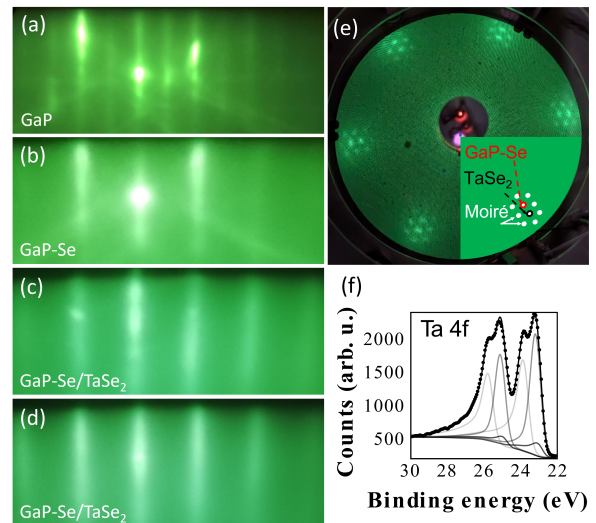 (a)
GaP
(b)
GaP-Se
(c)
GaP-Se/TaSe₂
(d)
GaP-Se/TaSe₂
(e)
GaP-Se
TaSe₂
Moiré
(f)
Ta 4f
Counts (arb. u.)
2000
1500
1000
500
30 28 26 24 22
Binding energy (eV)